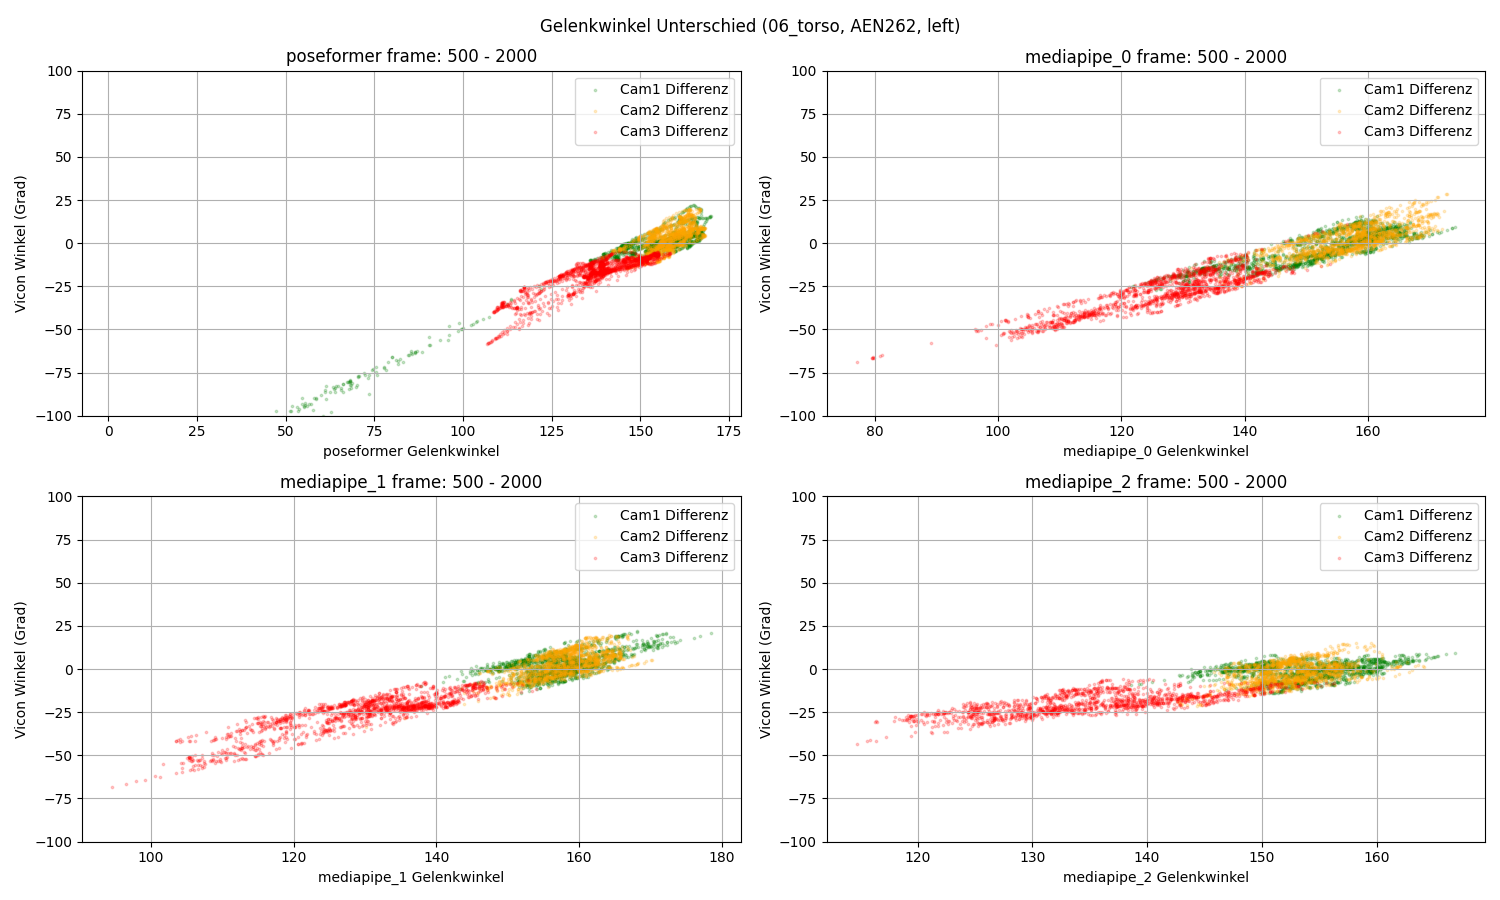 Gelenkwinkel Unterschied (06_torso, AEN262, left)
poseformer frame: 500 - 2000
100
75
50
25
0
−25
−50
−75
−100
Vicon Winkel (Grad)
Cam1 Differenz
Cam2 Differenz
Cam3 Differenz
0
25
50
75
100
125
150
175
poseformer Gelenkwinkel
mediapipe_0 frame: 500 - 2000
100
75
50
25
0
−25
−50
−75
−100
Vicon Winkel (Grad)
Cam1 Differenz
Cam2 Differenz
Cam3 Differenz
80
100
120
140
160
mediapipe_0 Gelenkwinkel
mediapipe_1 frame: 500 - 2000
100
75
50
25
0
−25
−50
−75
−100
Vicon Winkel (Grad)
Cam1 Differenz
Cam2 Differenz
Cam3 Differenz
100
120
140
160
180
mediapipe_1 Gelenkwinkel
mediapipe_2 frame: 500 - 2000
100
75
50
25
0
−25
−50
−75
−100
Vicon Winkel (Grad)
Cam1 Differenz
Cam2 Differenz
Cam3 Differenz
120
130
140
150
160
mediapipe_2 Gelenkwinkel